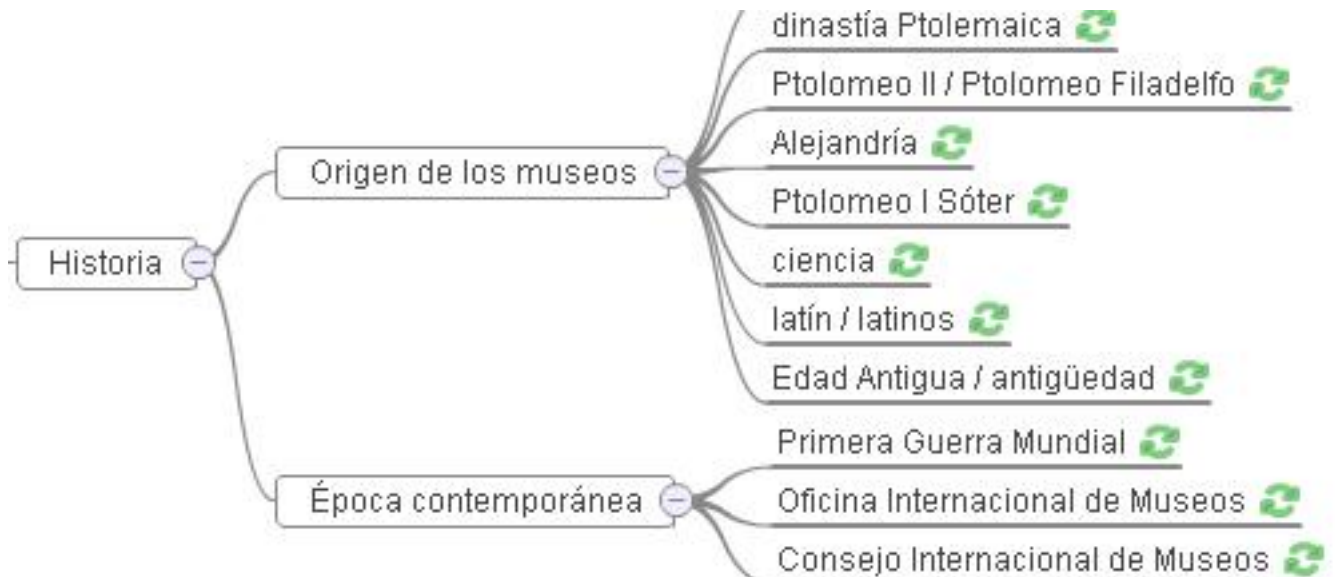 dinastía Ptolemaica
Ptolomeo II / Ptolomeo Filadelfo
Alejandría
Origen de los museos
Ptolomeo I Sóter
Historia
ciencia
latín / latinos
Edad Antigua / antigüedad
Primera Guerra Mundial
Época contemporánea
Oficina Internacional de Museos
Consejo Internacional de Museos